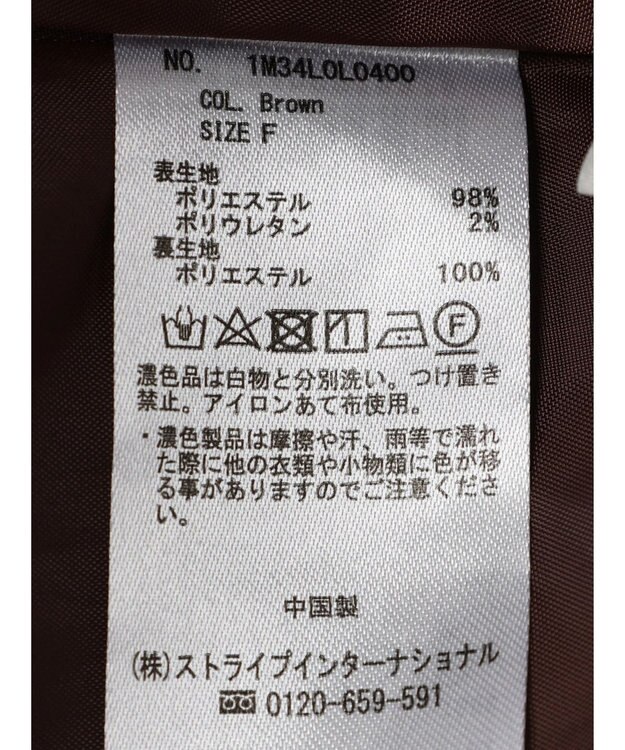 NO. 1M34L0L0400
COL. Brown
SIZE F
表生地
ポリエステル 98%
ポリウレタン 2%
裏生地
ポリエステル 100%
F
濃色品は白物と分別洗い。つけ置き
禁止。アイロンあて布使用。
・濃色製品は摩擦や汗、雨等で濡れ
た際に他の衣類や小物類に色が移
る事がありますのでご注意くださ
い。
中国製
(株)ストライプインターナショナル
0120-659-591